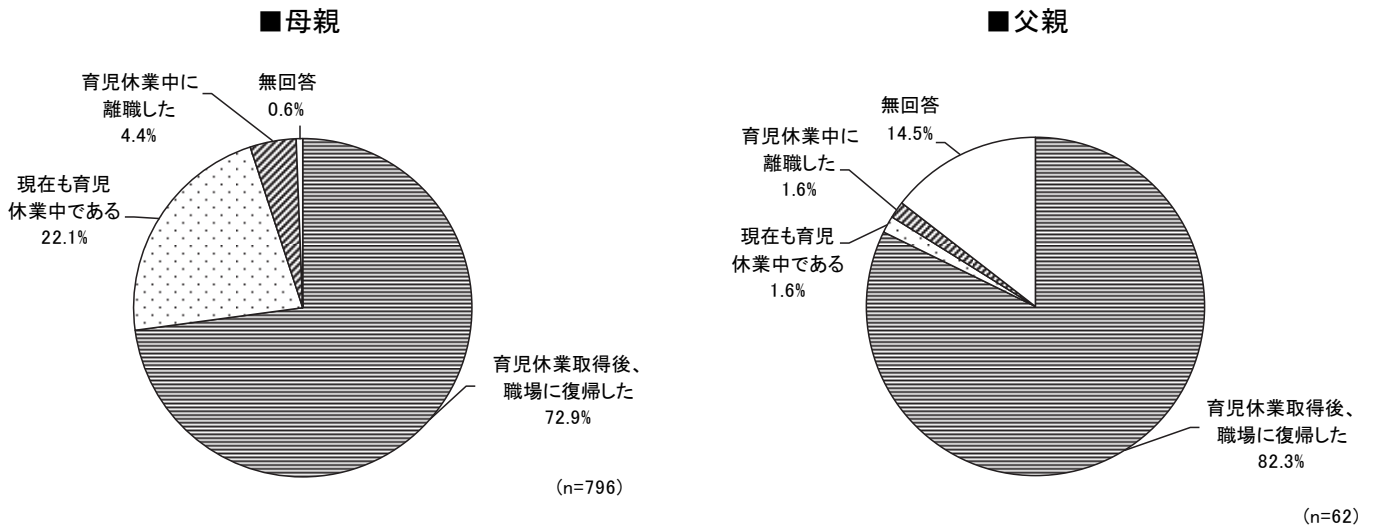 ■母親
育児休業中に
離職した
4.4%
無回答
0.6%
現在も育児
休業中である
22.1%
育児休業取得後、
職場に復帰した
72.9%
(n=796)
■父親
無回答
14.5%
育児休業中に
離職した
1.6%
現在も育児
休業中である
1.6%
育児休業取得後、
職場に復帰した
82.3%
(n=62)